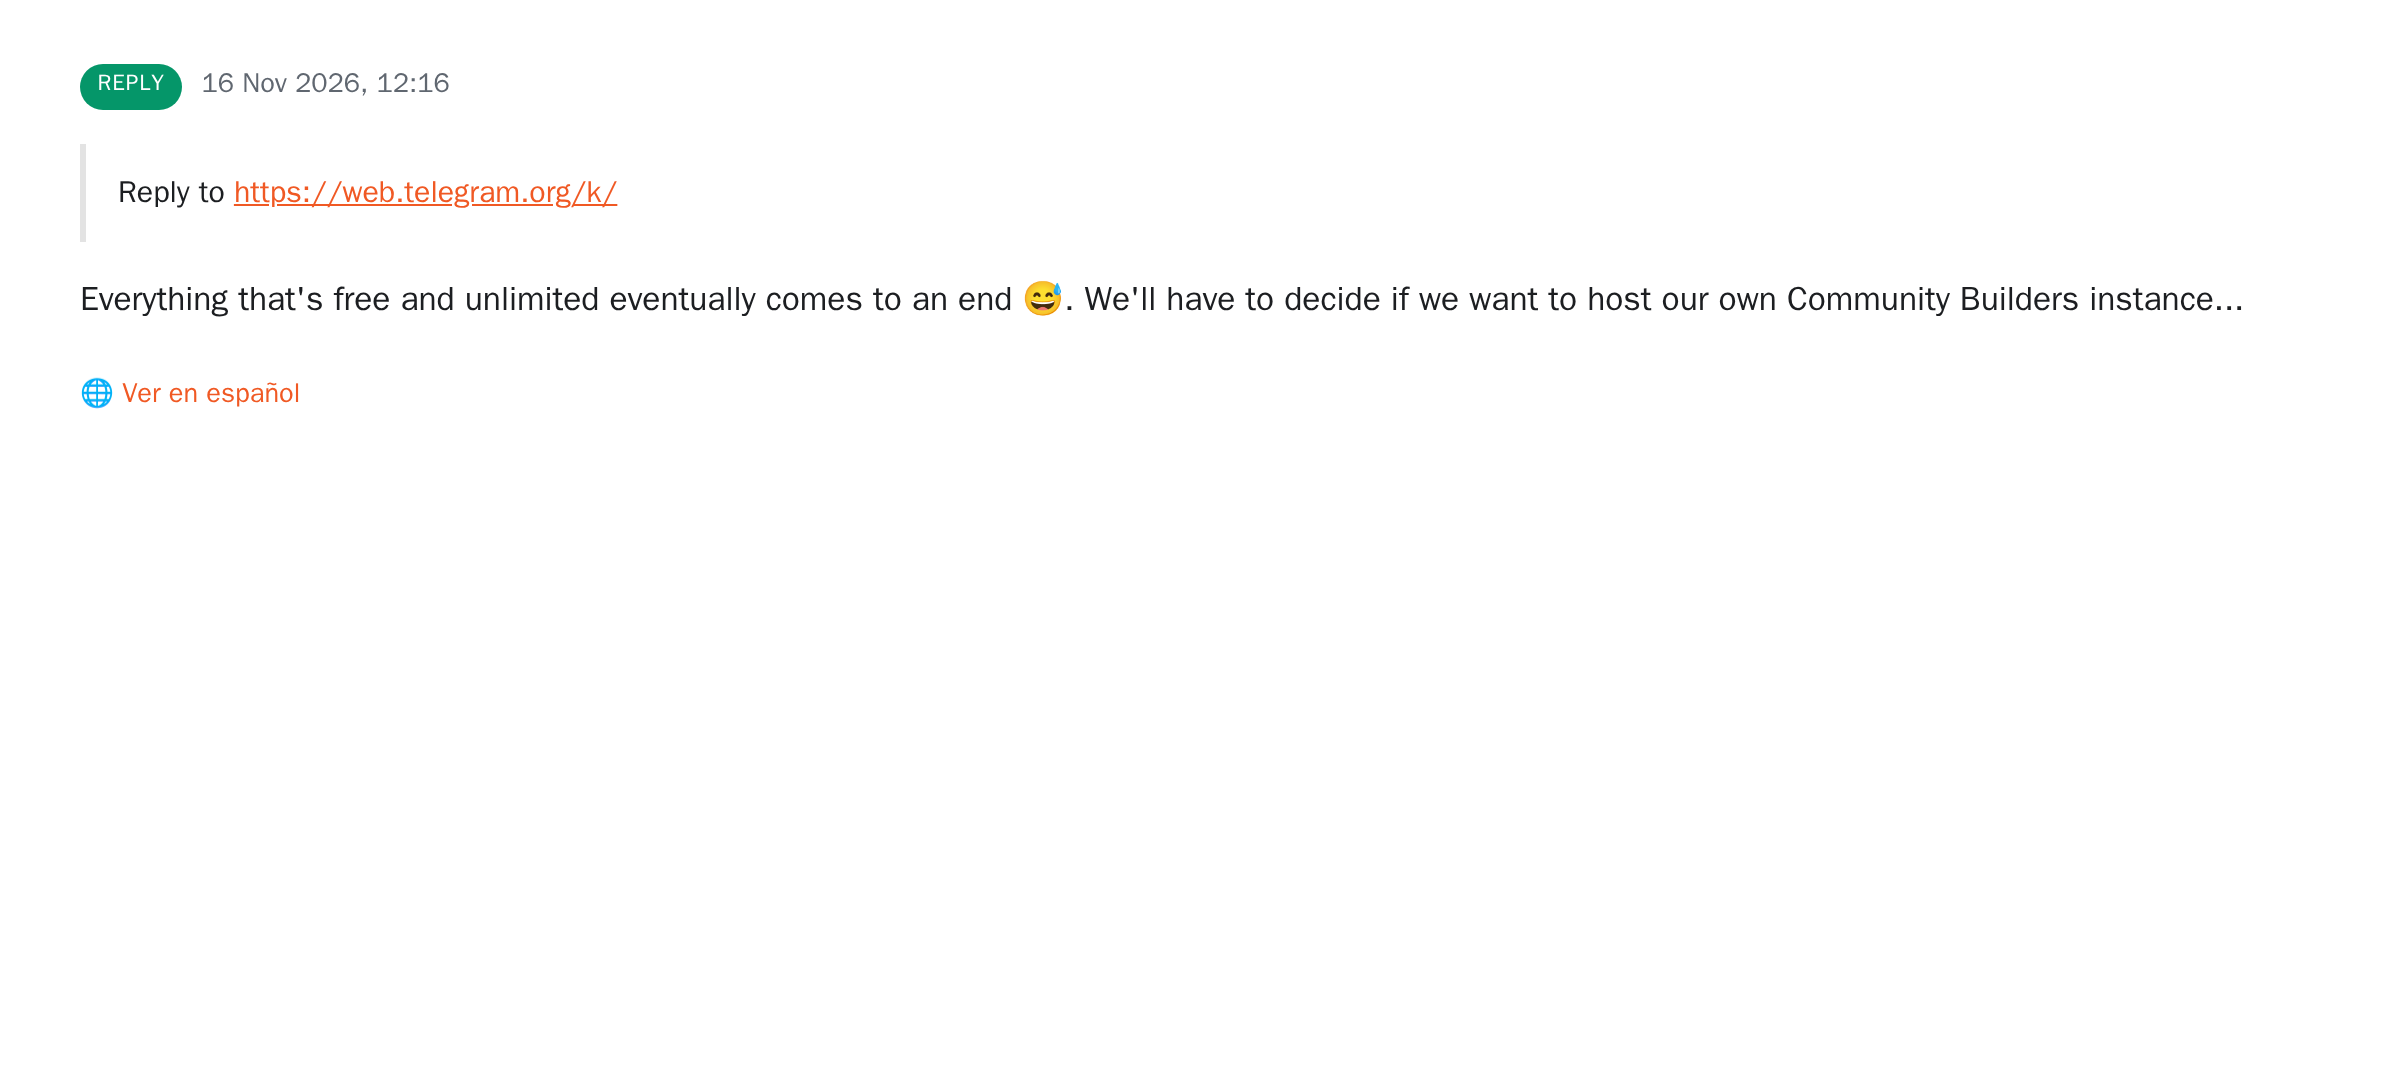 REPLY 16 Nov 2026, 12:16
Reply to https://web.telegram.org/k/
Everything that's free and unlimited eventually comes to an end 😅. We'll have to decide if we want to host our own Community Builders instance...
🌐 Ver en español